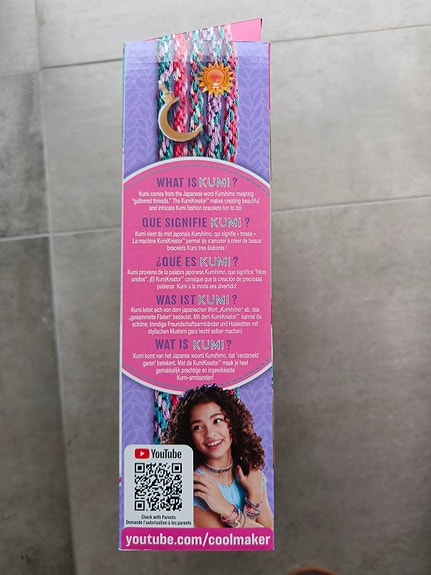 WHAT IS KUMI?
Kumi comes from the Japanese word Kumihimo meaning
"gathered threads." The KumiKreator™ makes creating beautiful
and intricate Kumi fashion bracelets fun to do!
QUE SIGNIFIE KUMI ?
Kumi vient du mot japonais Kumihimo, qui signifie « tresse ».
La machine KumiKreator™ permet de s'amuser à créer de beaux
bracelets Kumi très élaborés !
¿QUÉ ES KUMI?
Kumi proviene de la palabra japonesa Kumihimo, que significa "hilos
unidos". ¡El KumiKreator™ consigue que la creación de preciosas
pulseras Kumi a la moda sea divertido!
WAS IST KUMI?
Kumi leitet sich von dem japanischen Wort „Kumihimo" ab, das
„gesammelte Fäden" bedeutet. Mit dem KumiKreator™ kannst du
schöne, trendige Freundschaftsarmbänder und Halsketten mit
stylischen Mustern ganz leicht selber machen!
WAT IS KUMI?
Kumi komt van het Japanse woord Kumihimo, dat 'verzameld
garen' betekent. Met de KumiKreator™ maak je heel
gemakkelijk prachtige en ingewikkelde
Kumi-armbanden!
YouTube
Check with Parents
Demande l'autorisation à tes parents
youtube.com/coolmaker